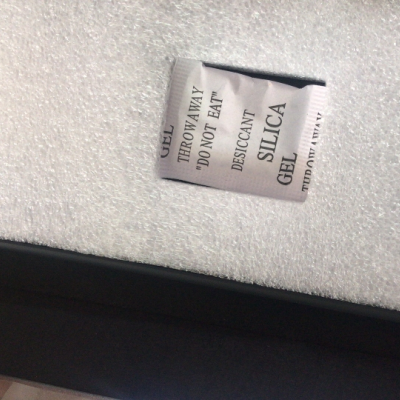 GEL
THROWAWAY
"DO NOT EAT"
DESICCANT
SILICA
GEL
THROWAWAY